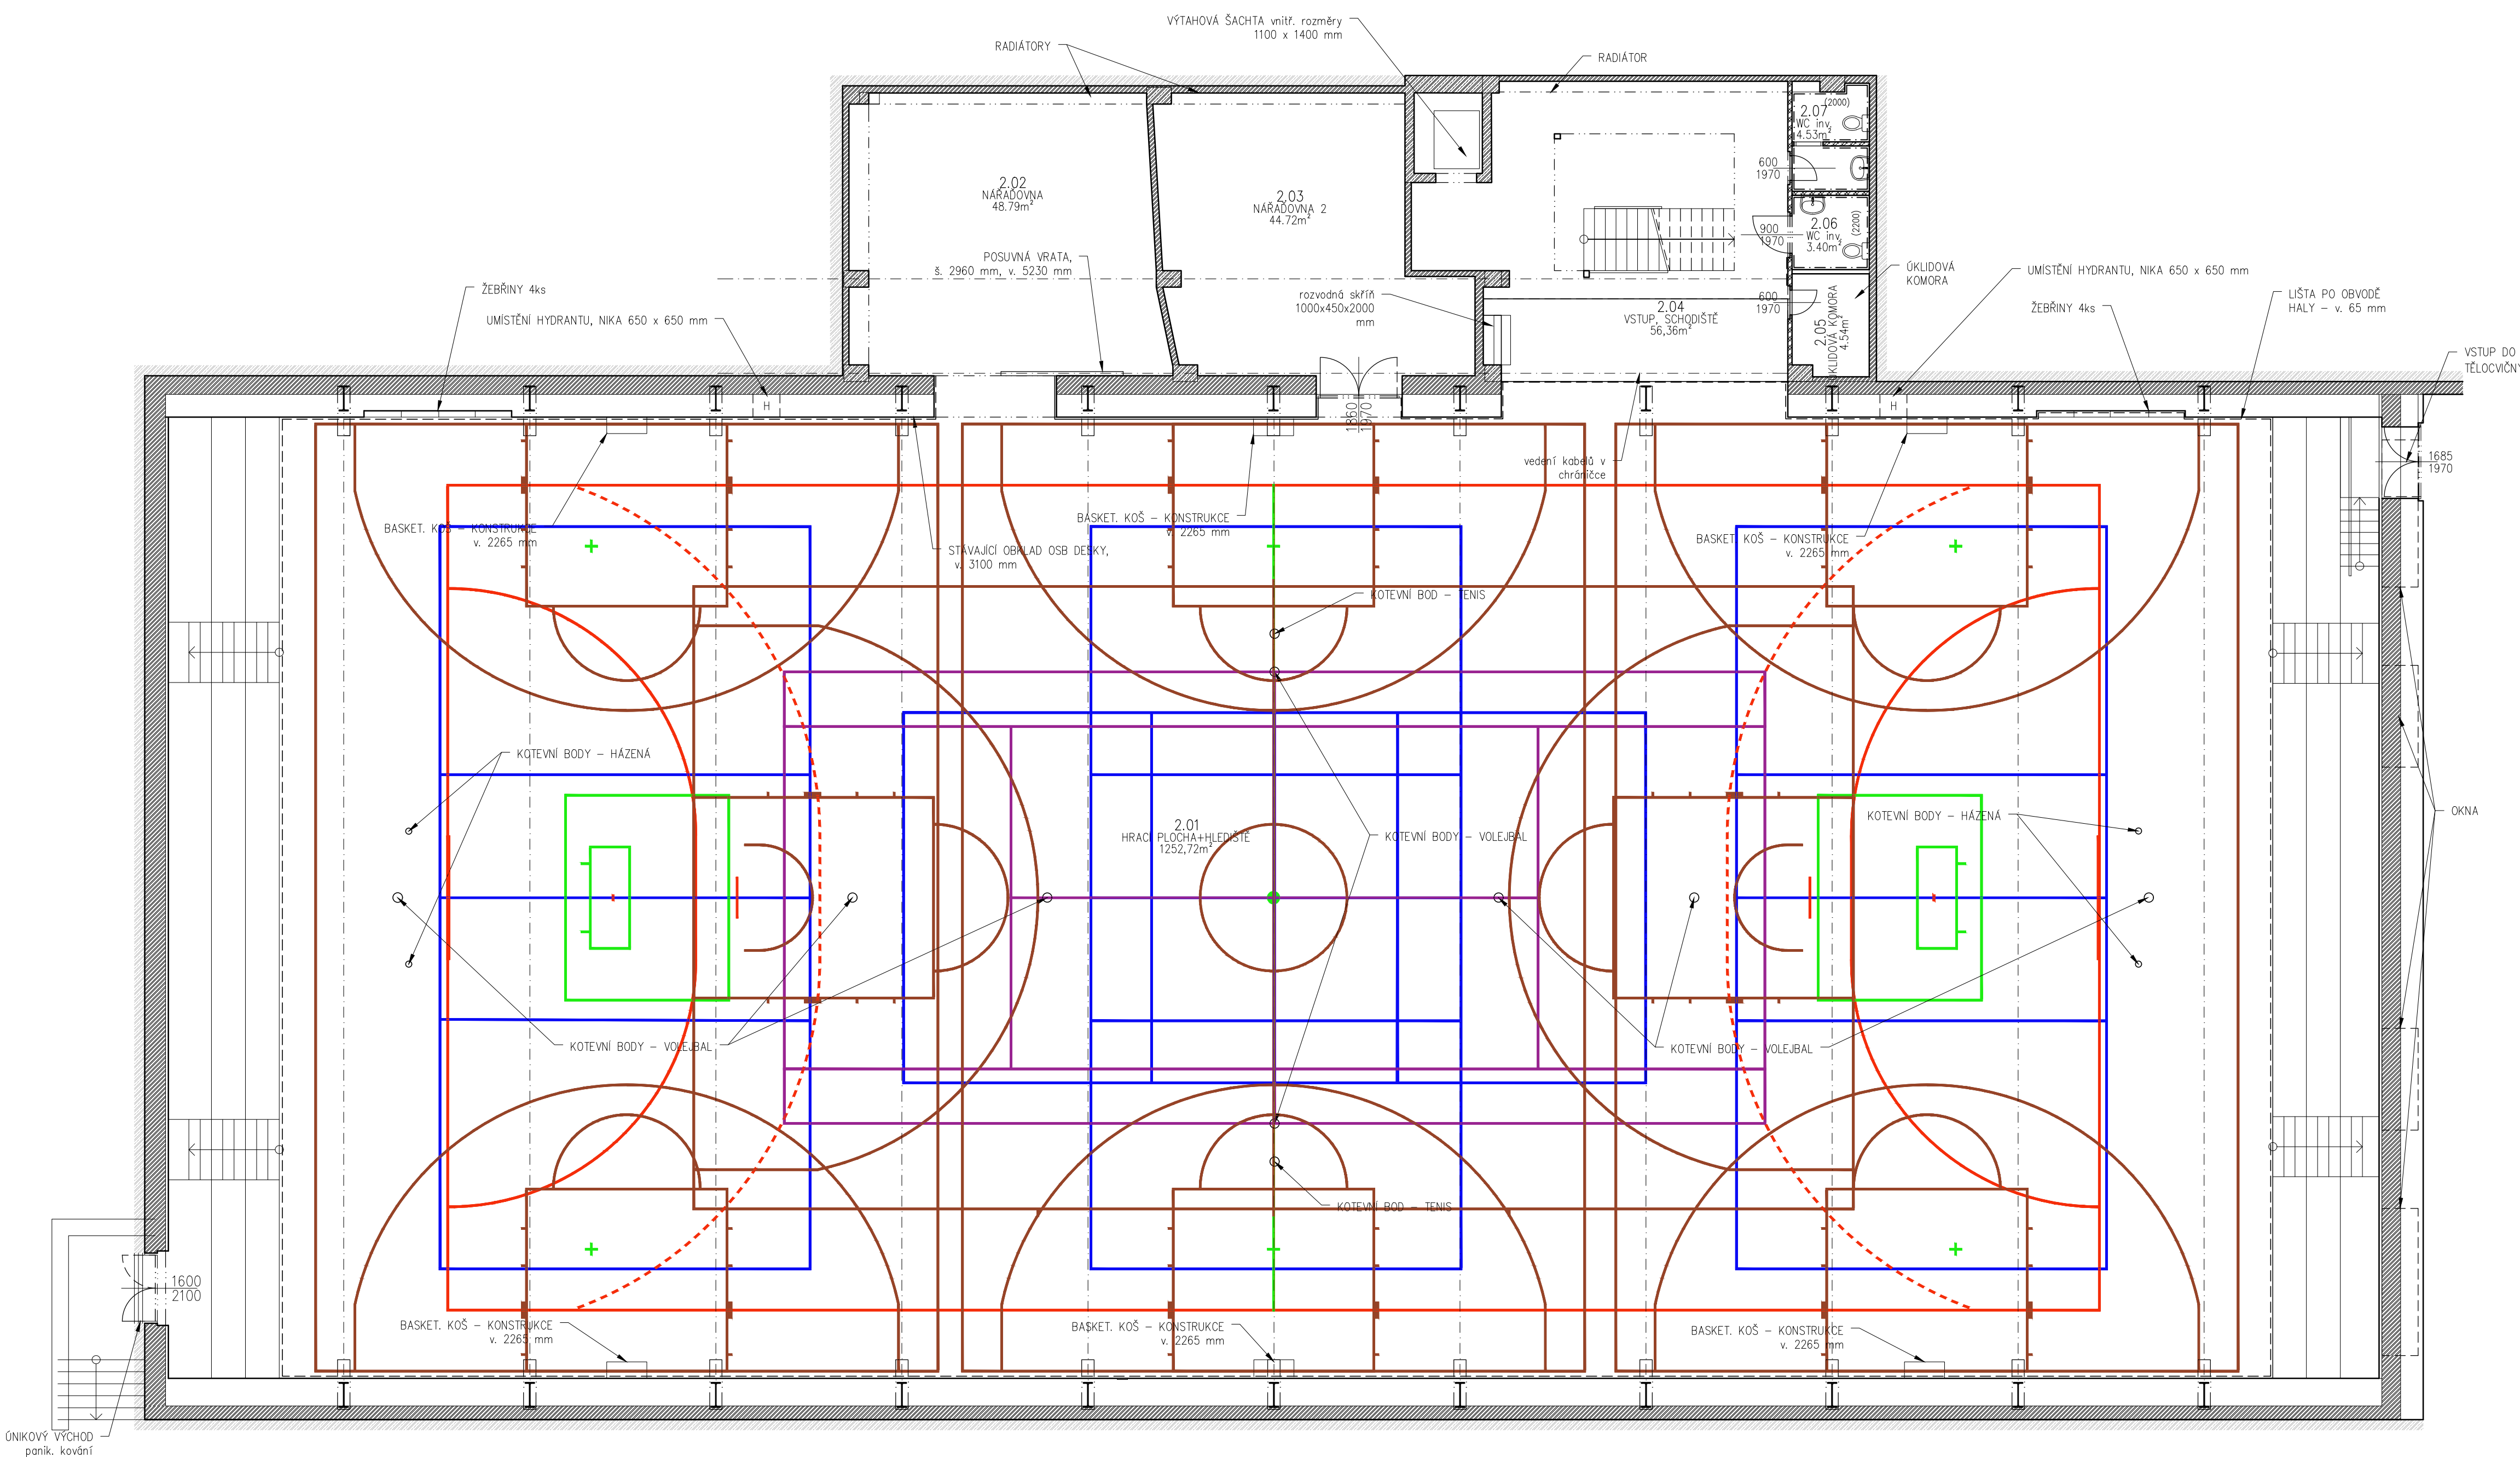 VÝTAHOVÁ ŠACHTA vnitř. rozměry
1100 x 1400 mm
RADIÁTORY
RADIÁTOR
2.07
(2000)
WC inv.
4.53m²
600
1970
2.02
NÁŘAĎOVNA
48.79m²
2.03
NÁŘAĎOVNA 2
44.72m²
2.06
WC inv.
3.40m²
(2200)
900
1970
POSUVNÁ VRATA,
š. 2960 mm, v. 5230 mm
ÚKLIDOVÁ
KOMORA
UMÍSTĚNÍ HYDRANTU, NIKA 650 x 650 mm
ŽEBŘINY 4ks
UMÍSTĚNÍ HYDRANTU, NIKA 650 x 650 mm
rozvodná skříň
1000x450x2000
mm
600
1970
2.04
VSTUP, SCHODIŠTĚ
56,36m²
2.05
ÚKLIDOVÁ KOMORA
4.54m²
ŽEBŘINY 4ks
LIŠTA PO OBVODĚ
HALY – v. 65 mm
VSTUP DO
TĚLOCVIČNY
H
H
1860
1970
1685
1970
vedení kabelů v
chráničce
BASKET. KOŠ – KONSTRUKCE
v. 2265 mm
BASKET. KOŠ – KONSTRUKCE
v. 2265 mm
BASKET. KOŠ – KONSTRUKCE
v. 2265 mm
STÁVAJÍCÍ OBKLAD OSB DESKY,
v. 3100 mm
KOTEVNÍ BOD – TENIS
KOTEVNÍ BODY – HÁZENÁ
2.01
HRACÍ PLOCHA+HLEDIŠTĚ
1252,72m²
KOTEVNÍ BODY – VOLEJBAL
KOTEVNÍ BODY – HÁZENÁ
OKNA
KOTEVNÍ BODY – VOLEJBAL
KOTEVNÍ BODY – VOLEJBAL
KOTEVNÍ BOD – TENIS
1600
2100
BASKET. KOŠ – KONSTRUKCE
v. 2265 mm
BASKET. KOŠ – KONSTRUKCE
v. 2265 mm
BASKET. KOŠ – KONSTRUKCE
v. 2265 mm
ÚNIKOVÝ VÝCHOD
panik. kování